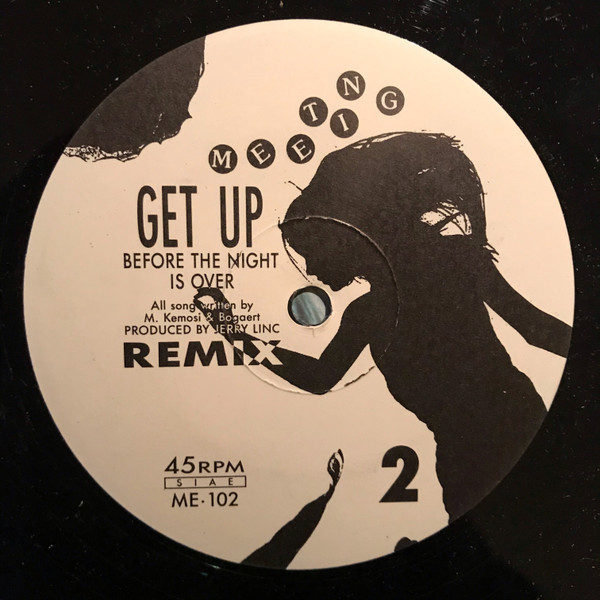 MEETING
GET UP
BEFORE THE NIGHT
IS OVER
All song written by
M. Kemosi & Bogaert
PRODUCED BY JERRY LINC
REMIX
45RPM
SIAE
ME·102
2